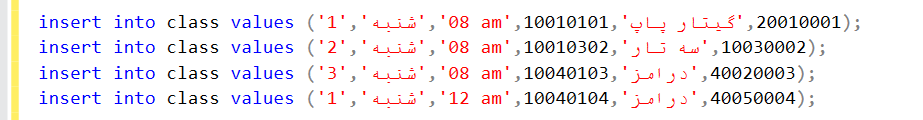 insert into class values ('1','شنبه','08 am',10010101,'گیتار پاپ',20010001);
insert into class values ('2','شنبه','08 am',10010302,'سه تار',10030002);
insert into class values ('3','شنبه','08 am',10040103,'درامز',40020003);
insert into class values ('1','شنبه','12 am',10040104,'درامز',40050004);